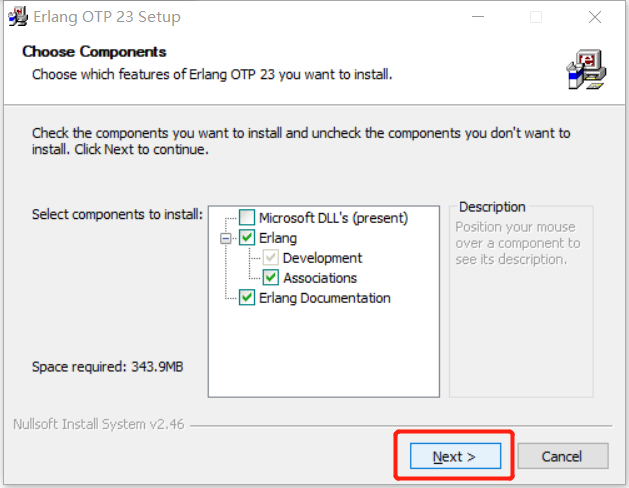 Erlang OTP 23 Setup
Choose Components
Choose which features of Erlang OTP 23 you want to install.
Check the components you want to install and uncheck the components you don't want to
install. Click Next to continue.
Select components to install:
Microsoft DLL's (present)
Erlang
Development
Associations
Erlang Documentation
Description
Position your mouse
over a component to
see its description.
Space required: 343.9MB
Nullsoft Install System v2.46
Next >
Cancel